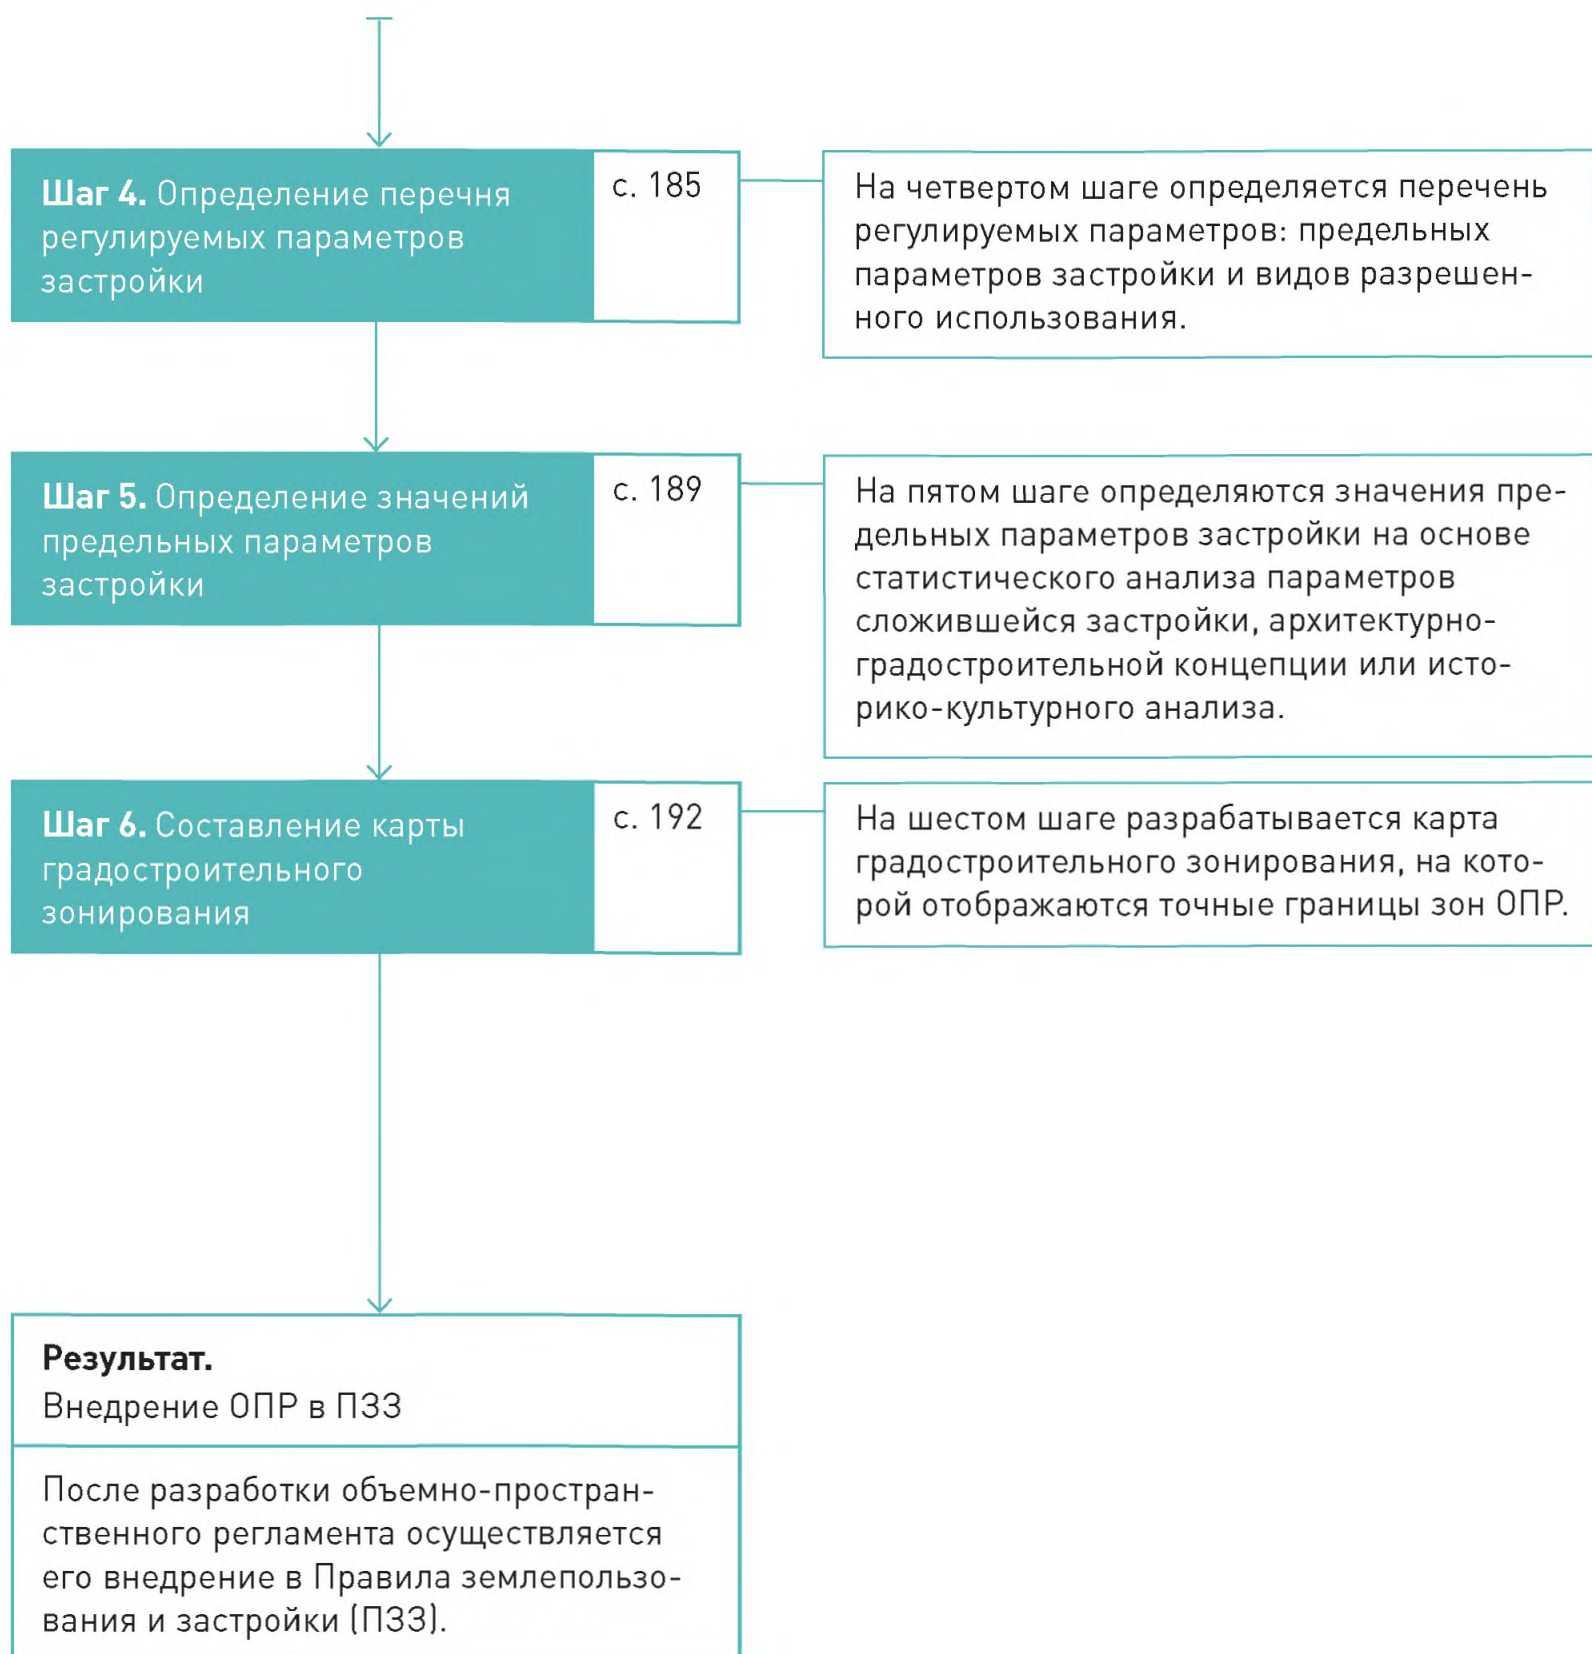 Шаг 4. Определение перечня
регулируемых параметров
застройки
с. 185
На четвертом шаге определяется перечень
регулируемых параметров: предельных
параметров застройки и видов разрешен-
ного использования.
Шаг 5. Определение значений
предельных параметров
застройки
с. 189
На пятом шаге определяются значения пре-
дельных параметров застройки на основе
статистического анализа параметров
сложившейся застройки, архитектурно-
градостроительной концепции или исто-
рико-культурного анализа.
Шаг 6. Составление карты
градостроительного
зонирования
с. 192
На шестом шаге разрабатывается карта
градостроительного зонирования, на кото-
рой отображаются точные границы зон ОПР.
Результат.
Внедрение ОПР в ПЗЗ
После разработки объемно-простран-
ственного регламента осуществляется
его внедрение в Правила землепользо-
вания и застройки (ПЗЗ).